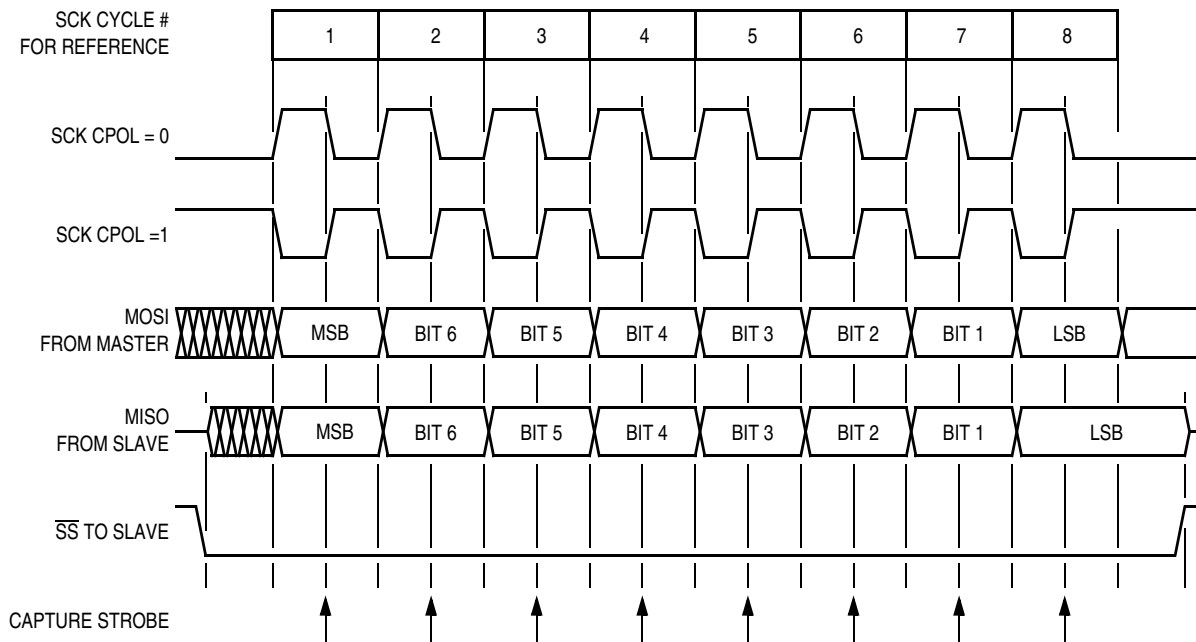 SCK CYCLE #
FOR REFERENCE
1 2 3 4 5 6 7 8
SCK CPOL = 0
SCK CPOL =1
MOSI
FROM MASTER
MSB BIT 6 BIT 5 BIT 4 BIT 3 BIT 2 BIT 1 LSB
MISO
FROM SLAVE
MSB BIT 6 BIT 5 BIT 4 BIT 3 BIT 2 BIT 1 LSB
S̅S̅ TO SLAVE
CAPTURE STROBE